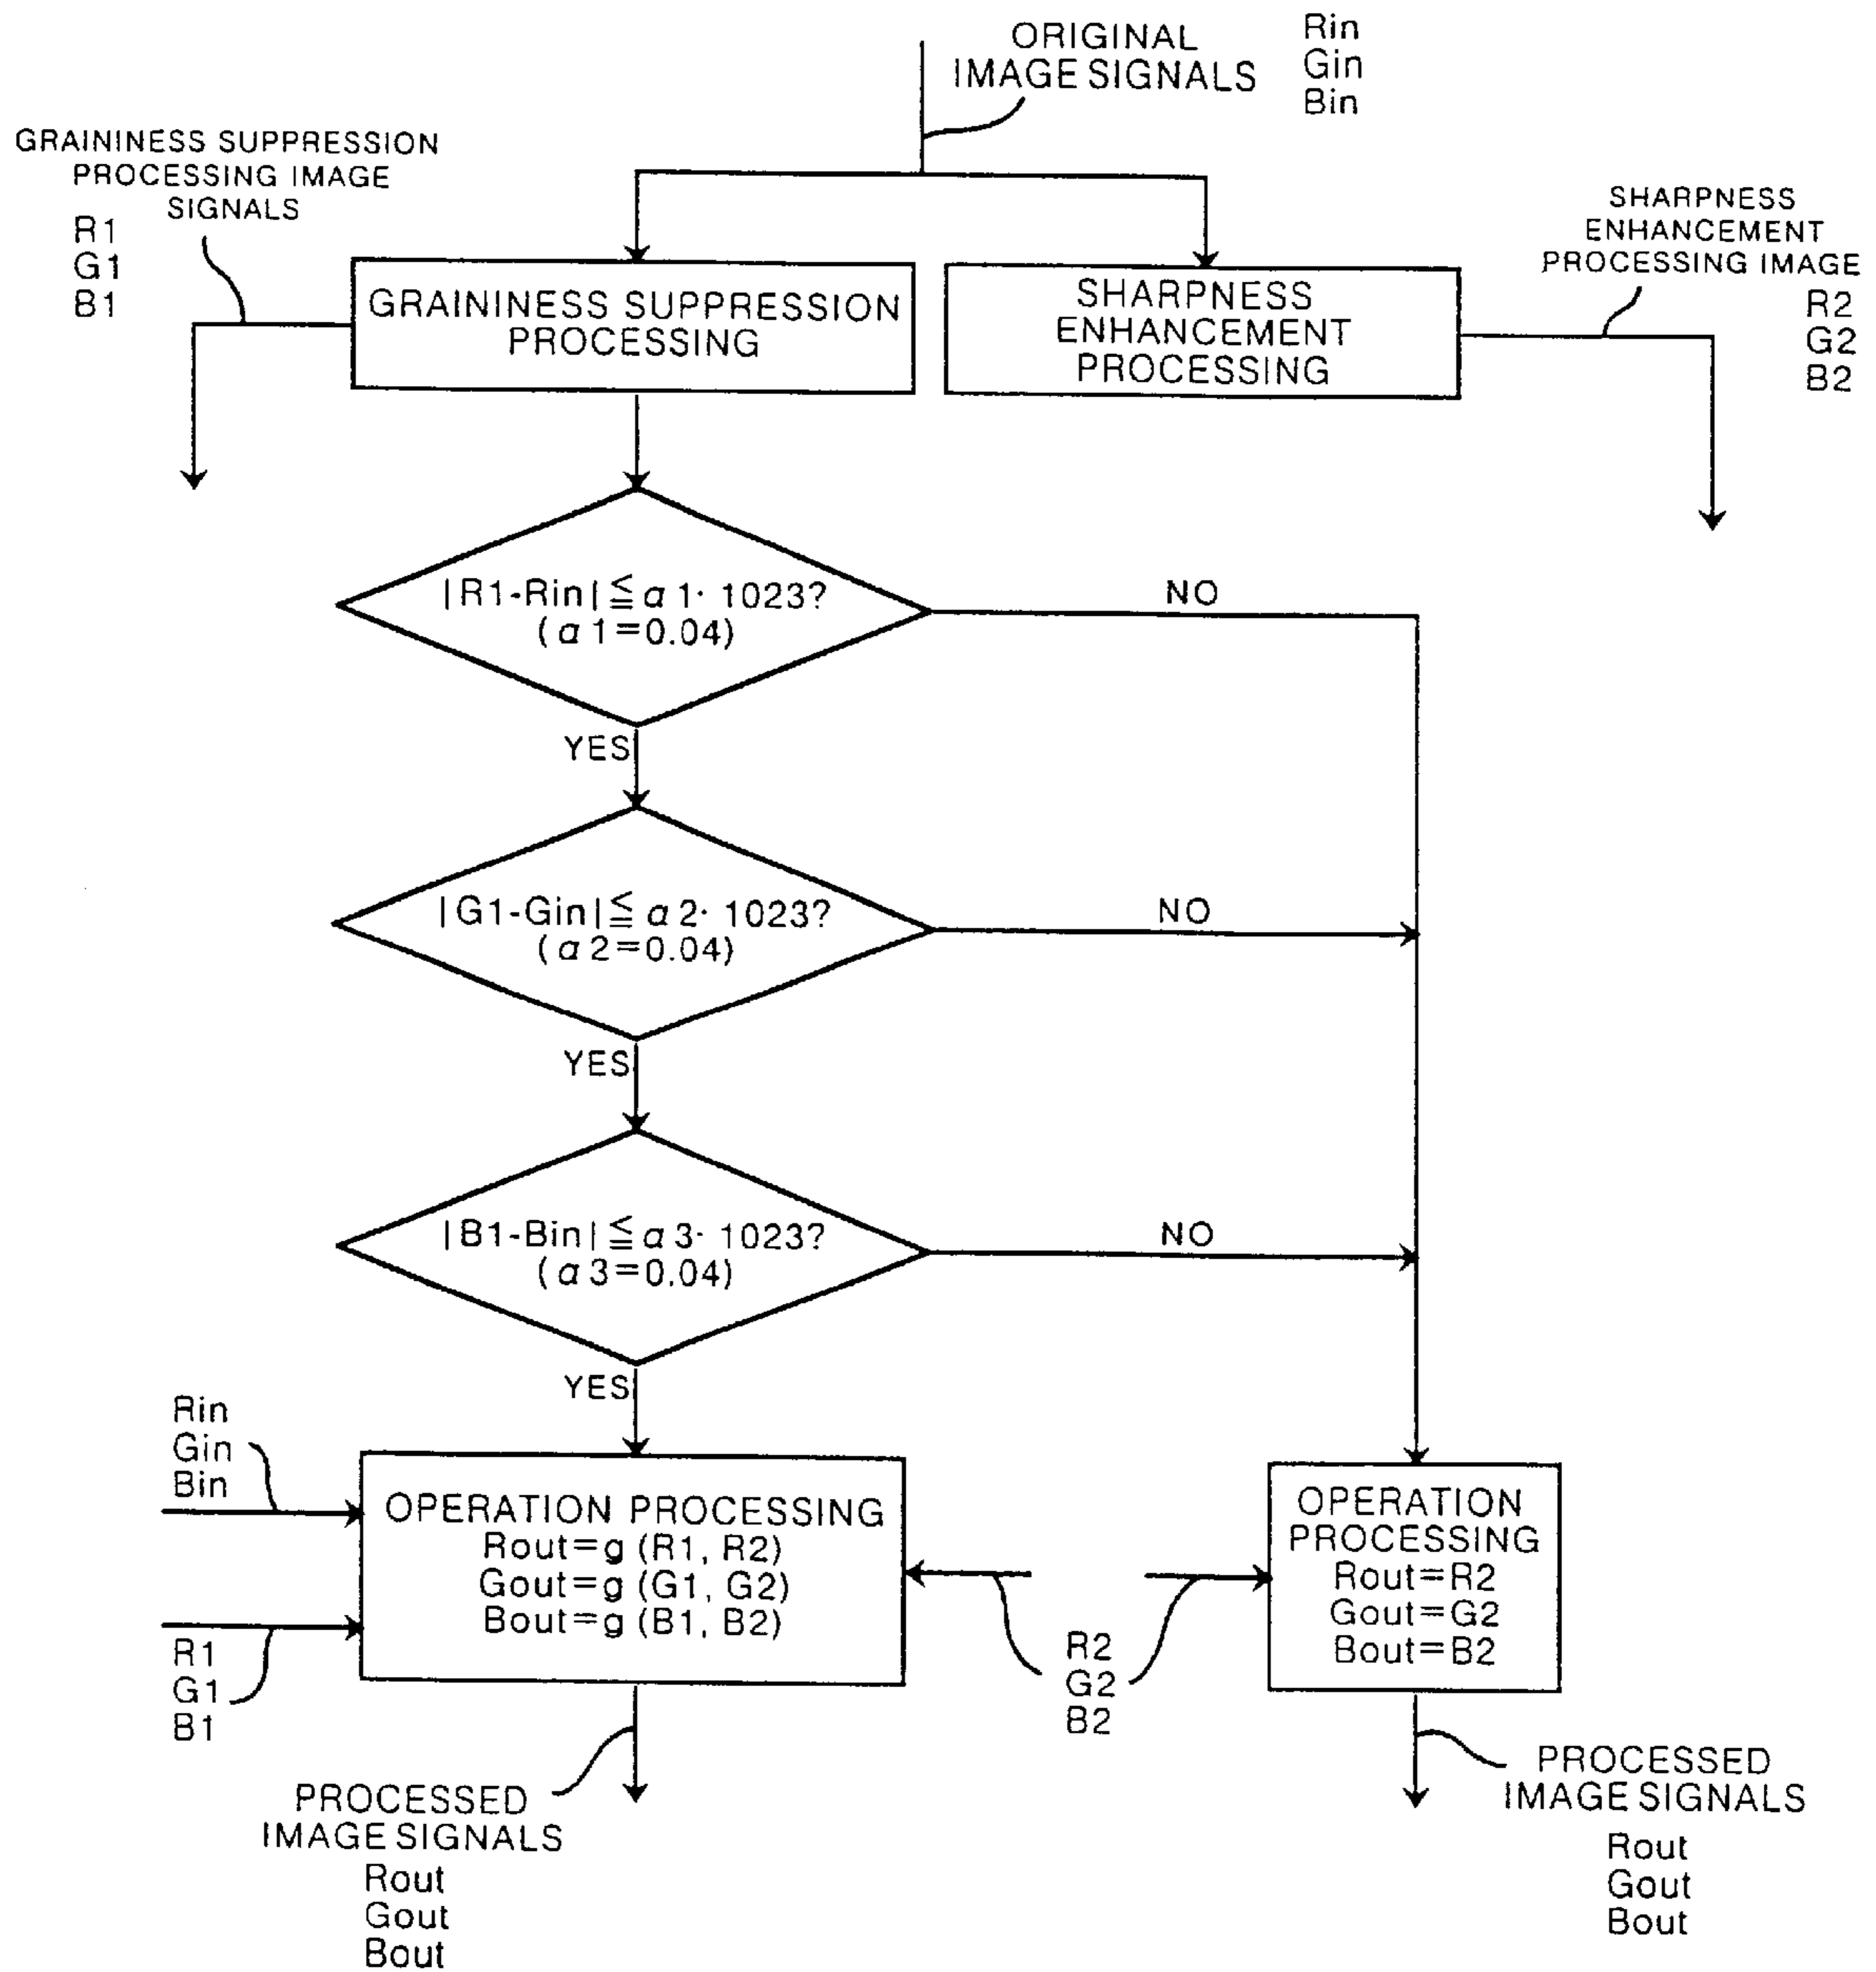 ORIGINAL
IMAGE SIGNALS
Rin
Gin
Bin
GRAININESS SUPPRESSION
PROCESSING IMAGE
SIGNALS
R1
G1
B1
SHARPNESS
ENHANCEMENT
PROCESSING IMAGE
R2
G2
B2
GRAININESS SUPPRESSION
PROCESSING
SHARPNESS
ENHANCEMENT
PROCESSING
|R1-Rin|≦α1·1023?
(α1=0.04)
NO
YES
|G1-Gin|≦α2·1023?
(α2=0.04)
NO
YES
|B1-Bin|≦α3·1023?
(α3=0.04)
NO
YES
Rin
Gin
Bin
R1
G1
B1
OPERATION PROCESSING
Rout=g (R1, R2)
Gout=g (G1, G2)
Bout=g (B1, B2)
R2
G2
B2
OPERATION
PROCESSING
Rout=R2
Gout=G2
Bout=B2
PROCESSED
IMAGE SIGNALS
Rout
Gout
Bout
PROCESSED
IMAGE SIGNALS
Rout
Gout
Bout